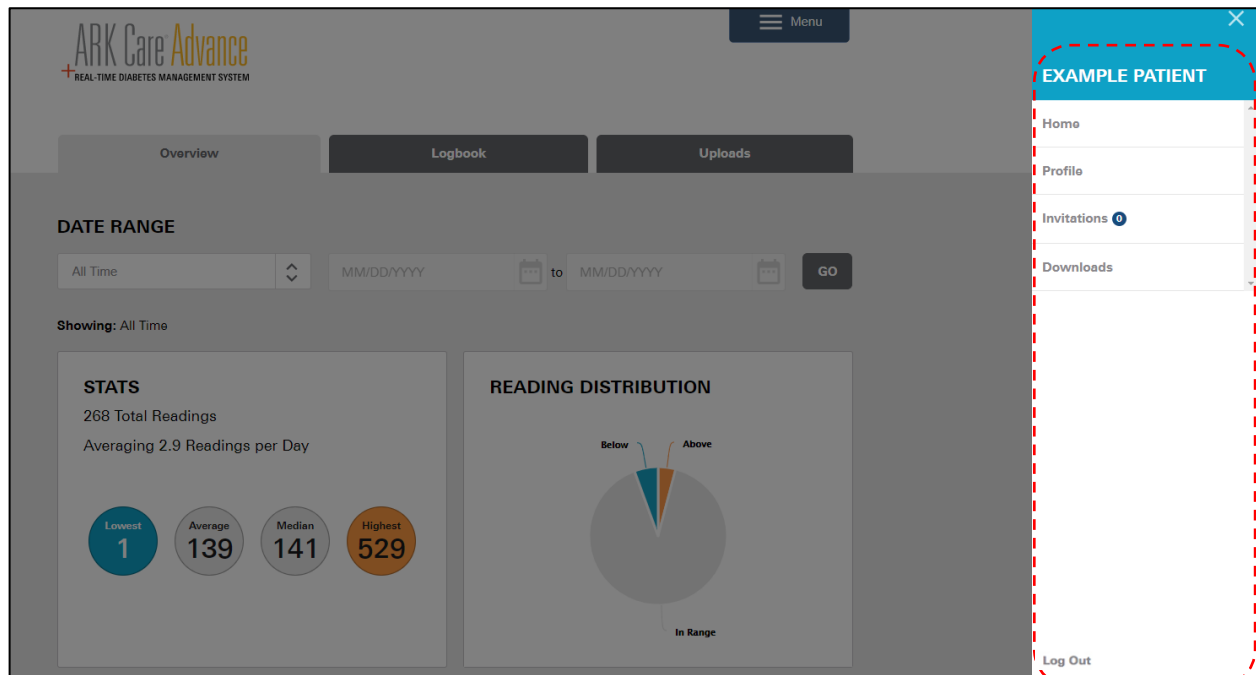 ARK Care Advance
REAL-TIME DIABETES MANAGEMENT SYSTEM
Menu
Overview
Logbook
Uploads
DATE RANGE
All Time
MM/DD/YYYY
to
MM/DD/YYYY
GO
Showing: All Time
STATS
268 Total Readings
Averaging 2.9 Readings per Day
Lowest
1
Average
139
Median
141
Highest
529
READING DISTRIBUTION
Below
Above
In Range
EXAMPLE PATIENT
Home
Profile
Invitations 0
Downloads
Log Out